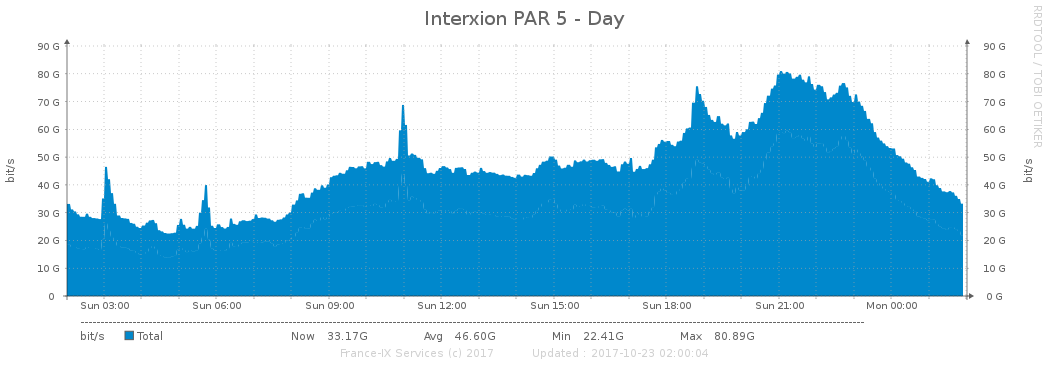 Interxion PAR 5 - Day
RRDTOOL / TOBI OETIKER
90 G 90 G
80 G 80 G
70 G 70 G
60 G 60 G
50 G 50 G
40 G 40 G
30 G 30 G
20 G 20 G
10 G 10 G
0 0 G
bit/s bit/s
Sun 03:00 Sun 06:00 Sun 09:00 Sun 12:00 Sun 15:00 Sun 18:00 Sun 21:00 Mon 00:00
bit/s Total Now 33.17G Avg 46.60G Min 22.41G Max 80.89G
France-IX Services (c) 2017 Updated : 2017-10-23 02:00:04